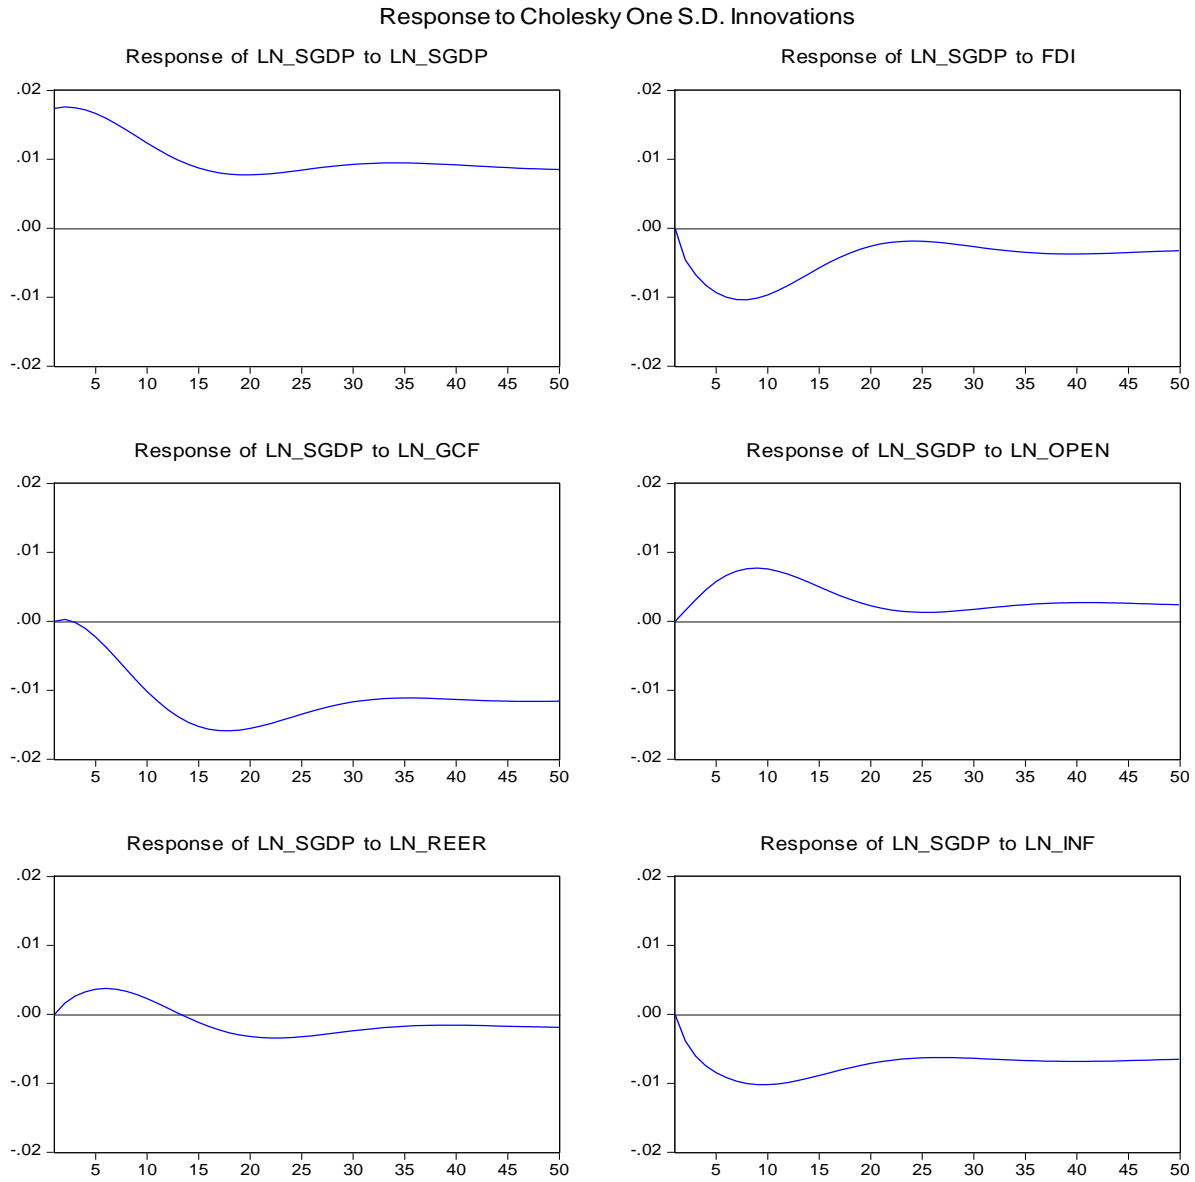 Response to Cholesky One S.D. Innovations
Response of LN_SGDP to LN_SGDP
.02
.01
.00
-.01
-.02
5 10 15 20 25 30 35 40 45 50
Response of LN_SGDP to FDI
.02
.01
.00
-.01
-.02
5 10 15 20 25 30 35 40 45 50
Response of LN_SGDP to LN_GCF
.02
.01
.00
-.01
-.02
5 10 15 20 25 30 35 40 45 50
Response of LN_SGDP to LN_OPEN
.02
.01
.00
-.01
-.02
5 10 15 20 25 30 35 40 45 50
Response of LN_SGDP to LN_REER
.02
.01
.00
-.01
-.02
5 10 15 20 25 30 35 40 45 50
Response of LN_SGDP to LN_INF
.02
.01
.00
-.01
-.02
5 10 15 20 25 30 35 40 45 50